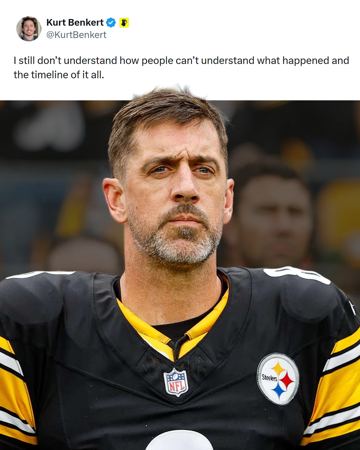 Kurt Benkert
@KurtBenkert
I still don't understand how people can't understand what happened and
the timeline of it all.
NFL
Steelers